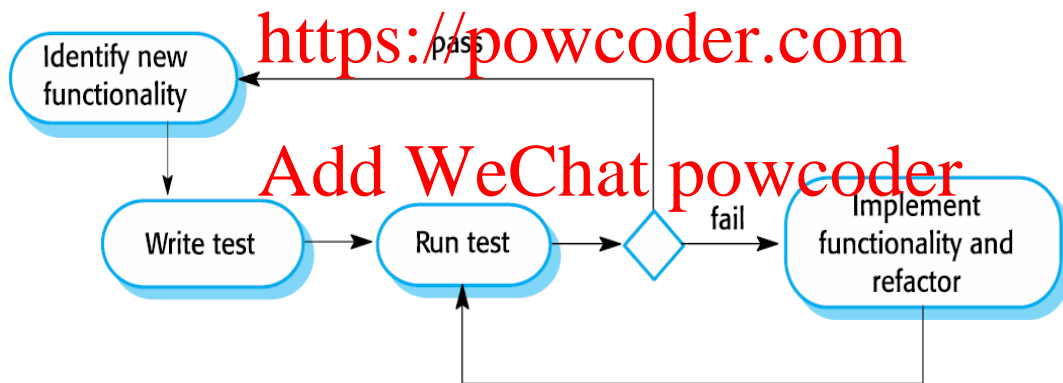 https://powcoder.com
pass
Identify new
functionality
Add WeChat powcoder
Write test
Run test
fail
Implement
functionality and
refactor